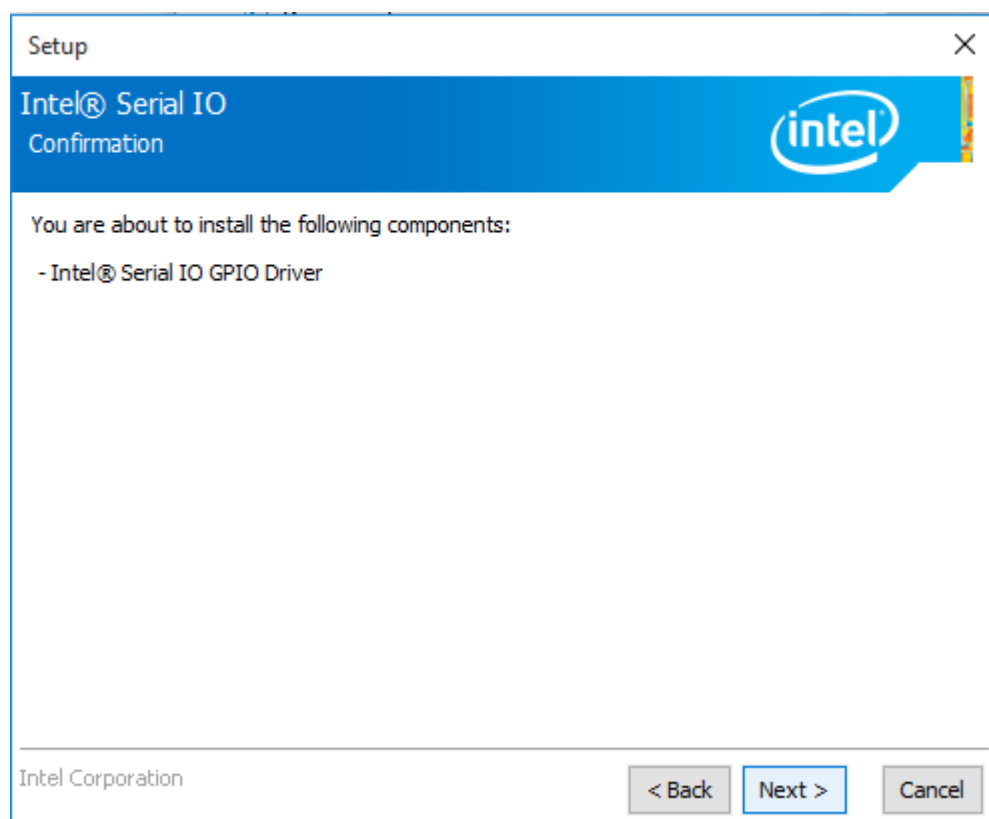 Setup
Intel® Serial IO
Confirmation
intel
You are about to install the following components:
- Intel® Serial IO GPIO Driver
Intel Corporation
< Back
Next >
Cancel